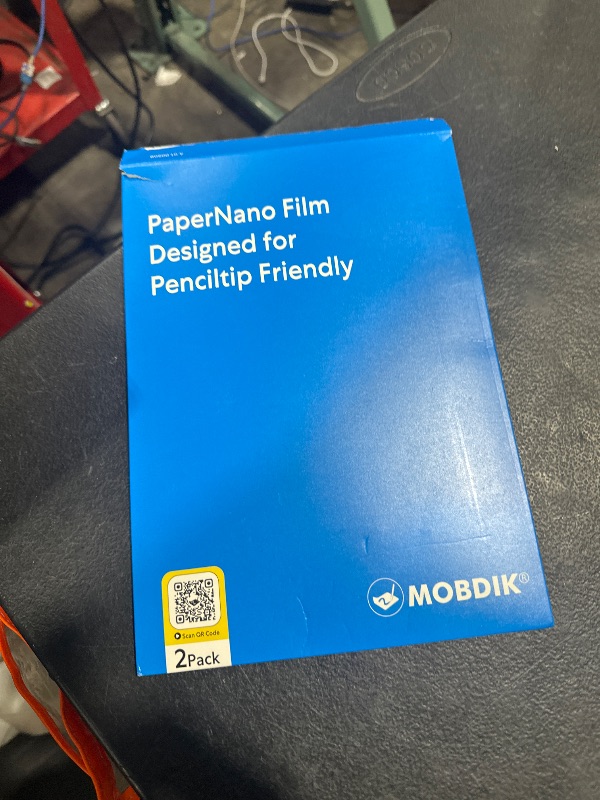 PaperNano Film
Designed for
Penciltip Friendly
Scan QR Code
2Pack
MOBDIK®